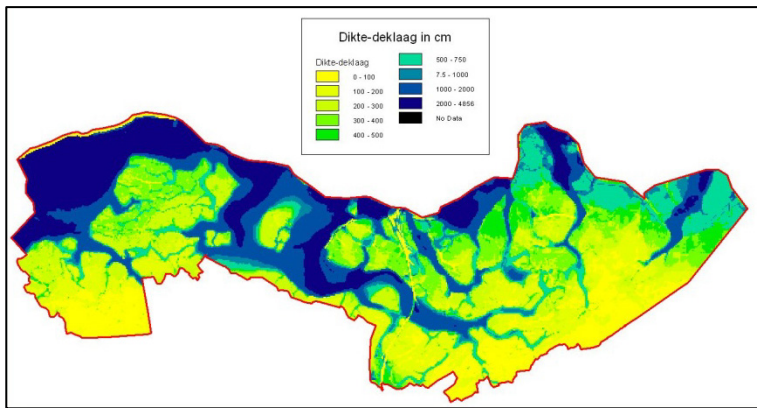 Dikte-deklaag in cm
Dikte-deklaag
0 - 100
100 - 200
200 - 300
300 - 400
400 - 500
500 - 750
7.5 - 1000
1000 - 2000
2000 - 4856
No Data